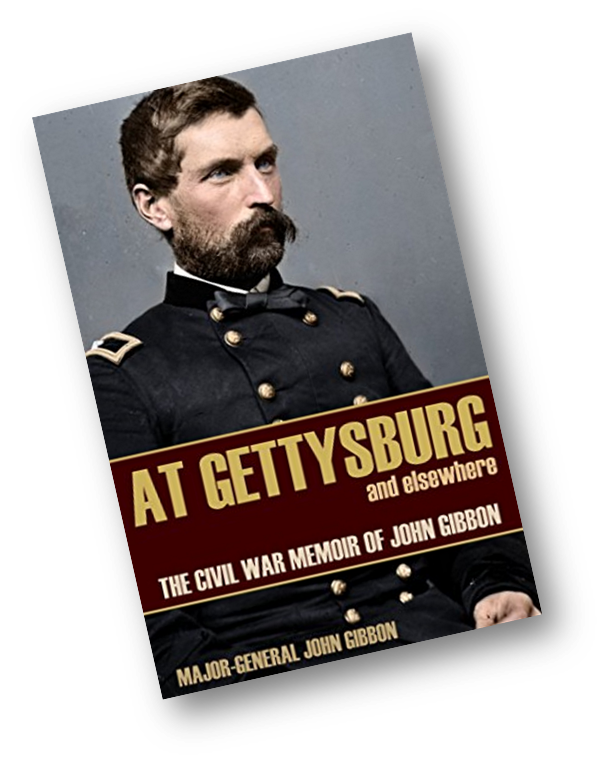 AT GETTYSBURG
and elsewhere
THE CIVIL WAR MEMOIR OF JOHN GIBBON
MAJOR-GENERAL JOHN GIBBON